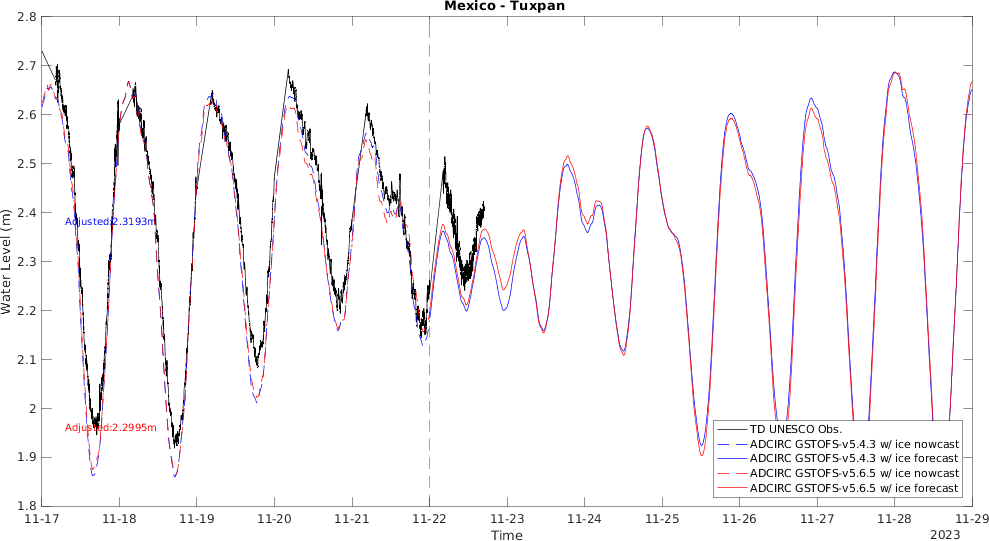 Mexico - Tuxpan
2.8
2.7
2.6
2.5
2.4
2.3
2.2
2.1
2
1.9
1.8
Water Level (m)
Adjusted:2.3193m
Adjusted:2.2995m
TD UNESCO Obs.
ADCIRC GSTOFS-v5.4.3 w/ ice nowcast
ADCIRC GSTOFS-v5.4.3 w/ ice forecast
ADCIRC GSTOFS-v5.6.5 w/ ice nowcast
ADCIRC GSTOFS-v5.6.5 w/ ice forecast
11-17 11-18 11-19 11-20 11-21 11-22 11-23 11-24 11-25 11-26 11-27 11-28 11-29
Time
2023